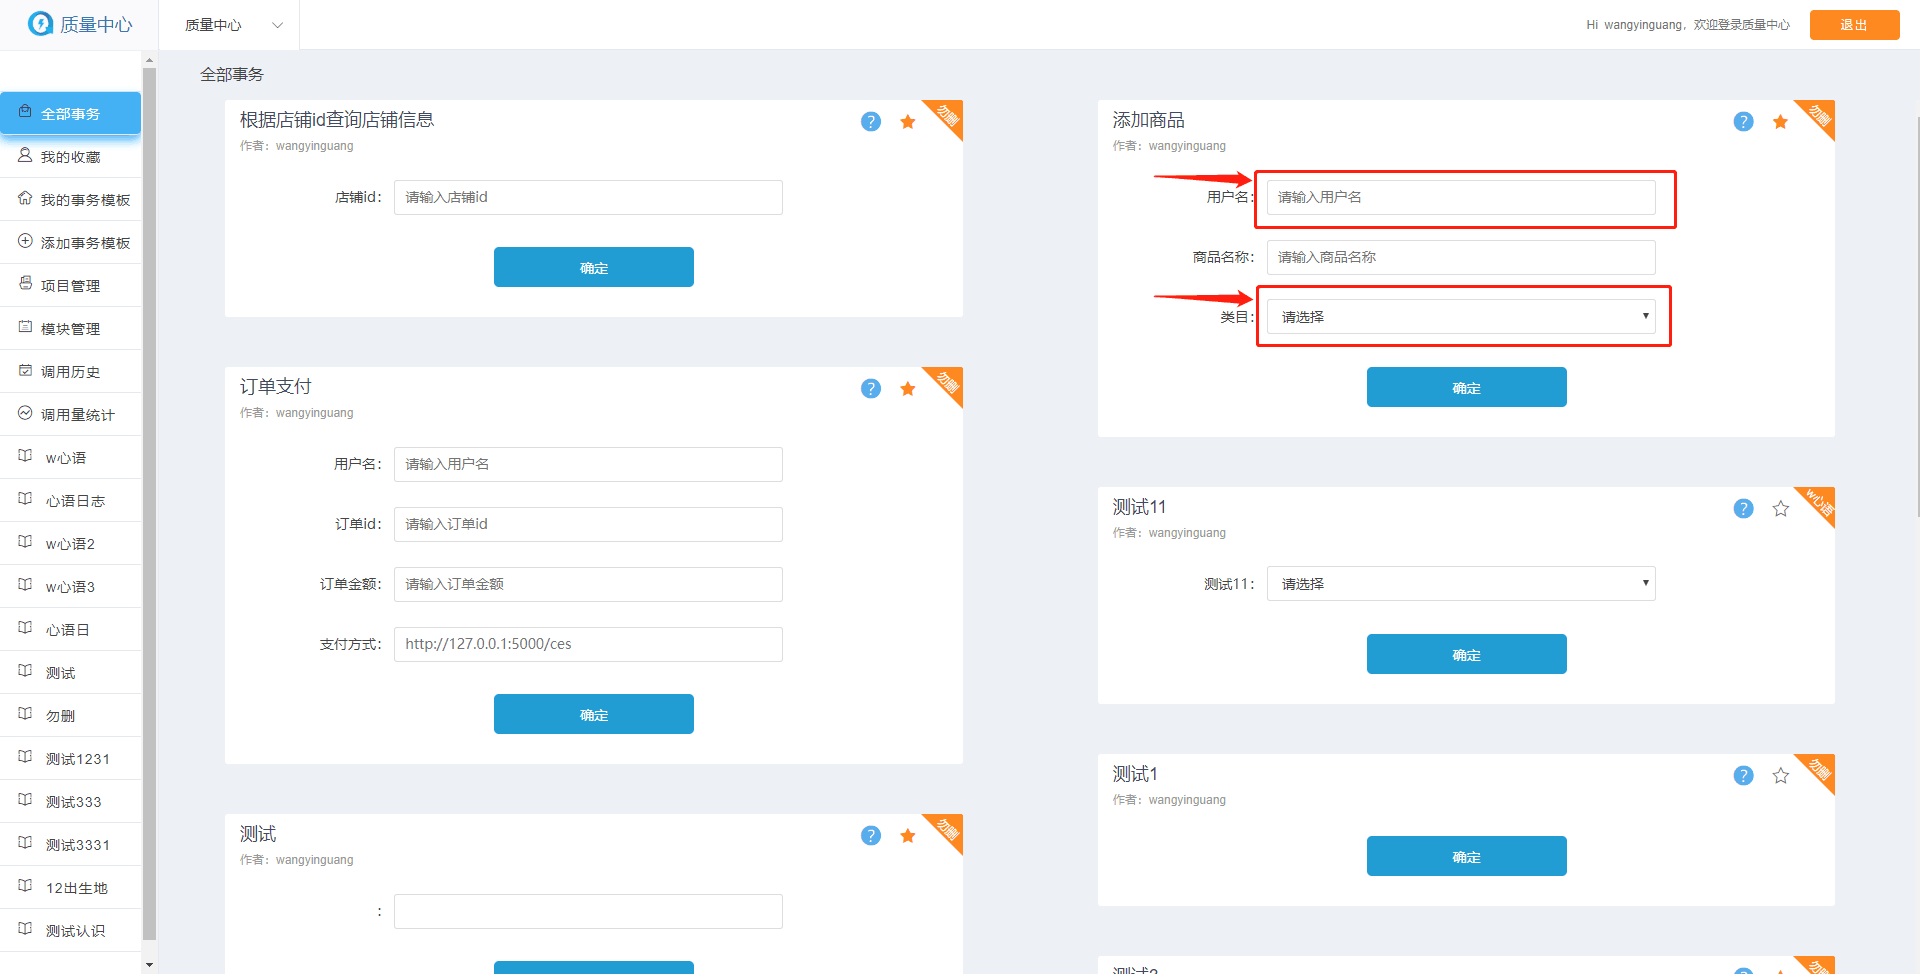 质量中心
质量中心
Hi wangyinguang，欢迎登录质量中心
退出
全部事务
我的收藏
我的事务模板
添加事务模板
项目管理
模块管理
调用历史
调用量统计
w心语
心语日志
w心语2
w心语3
心语日
测试
勿删
测试1231
测试333
测试3331
12出生地
测试认识
全部事务
根据店铺id查询店铺信息
?
勿删
作者：wangyinguang
店铺id：
请输入店铺id
确定
订单支付
?
勿删
作者：wangyinguang
用户名：
请输入用户名
订单id：
请输入订单id
订单金额：
请输入订单金额
支付方式：
http://127.0.0.1:5000/ces
确定
测试
?
勿删
作者：wangyinguang
：
添加商品
?
勿删
作者：wangyinguang
用户名：
请输入用户名
商品名称：
请输入商品名称
类目：
请选择
确定
测试11
?
w心语
作者：wangyinguang
测试11：
请选择
确定
测试1
?
勿删
作者：wangyinguang
确定
测试2
勿删